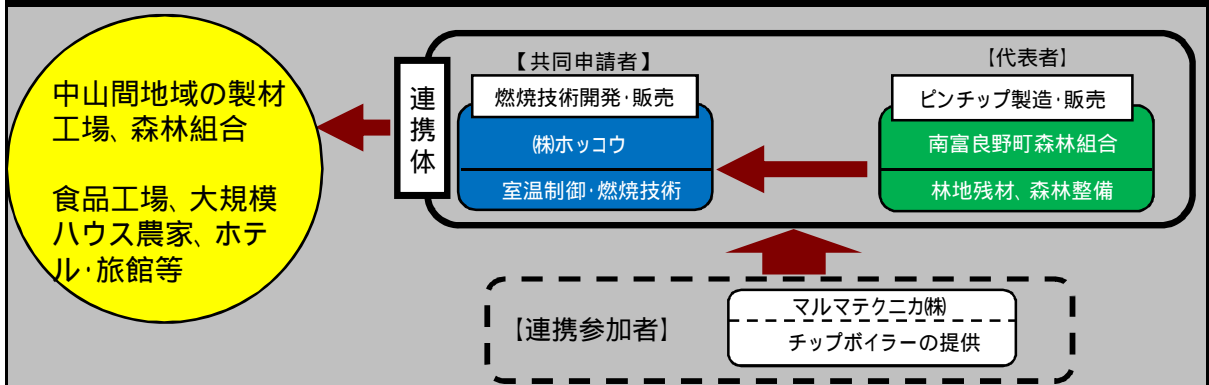 中山間地域の製材
工場、森林組合
食品工場、大規模
ハウス農家、ホテ
ル・旅館等
連携体
【共同申請者】
燃焼技術開発・販売
㈱ホッコウ
室温制御・燃焼技術
【代表者】
ピンチップ製造・販売
南富良野町森林組合
林地残材、森林整備
【連携参加者】
マルマテクニカ㈱
チップボイラーの提供